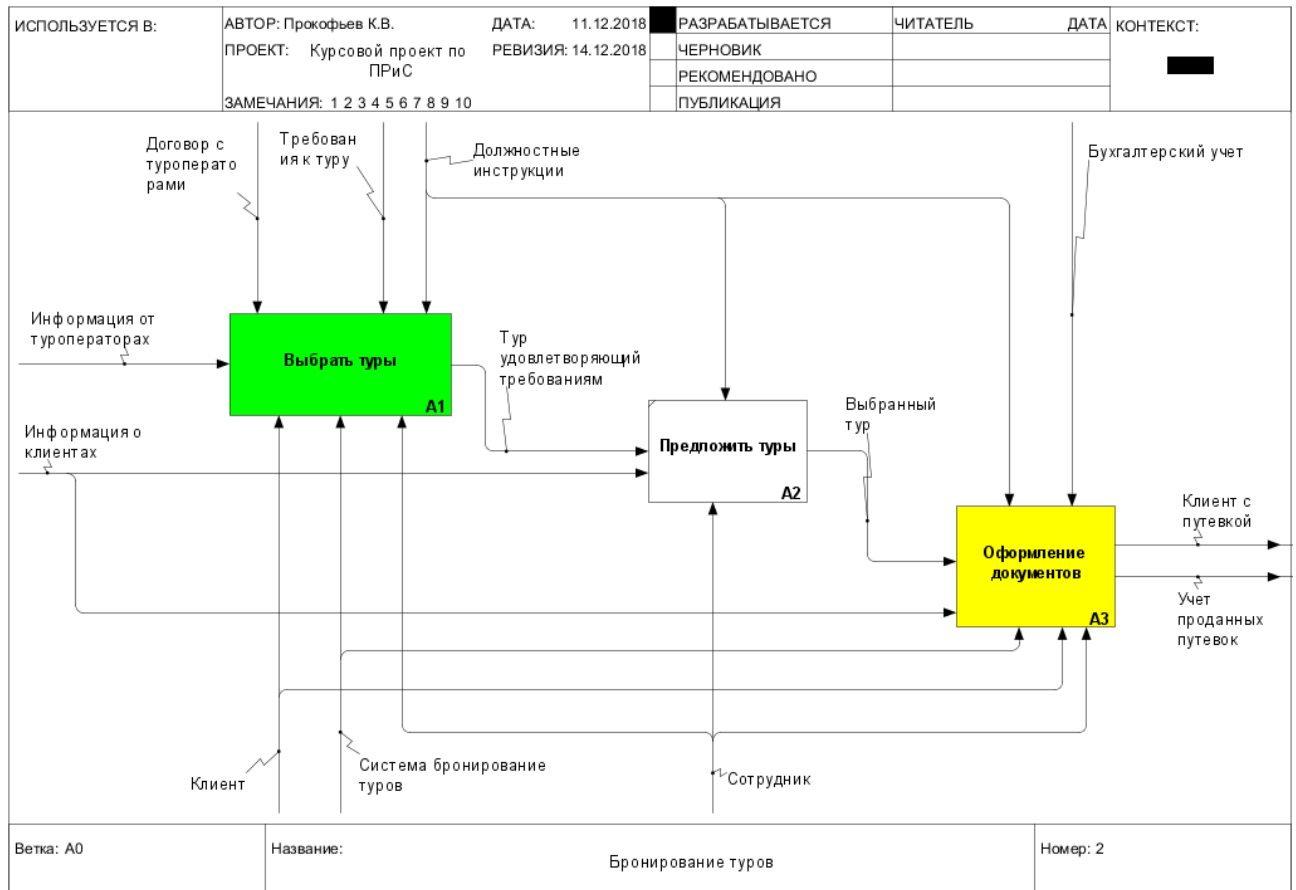 ИСПОЛЬЗУЕТСЯ В:
АВТОР: Прокофьев К.В.
ДАТА: 11.12.2018
ПРОЕКТ: Курсовой проект по
ПРиС
РЕВИЗИЯ: 14.12.2018
ЗАМЕЧАНИЯ: 1 2 3 4 5 6 7 8 9 10
РАЗРАБАТЫВАЕТСЯ
ЧЕРНОВИК
РЕКОМЕНДОВАНО
ПУБЛИКАЦИЯ
ЧИТАТЕЛЬ
ДАТА
КОНТЕКСТ:
Договор с
туроперато
рами
Требован
ия к туру
Должностные
инструкции
Бухгалтерский учет
Информация от
туроператорах
Выбрать туры
A1
Тур
удовлетворяющий
требованиям
Информация о
клиентах
Предложить туры
A2
Выбранный
тур
Оформление
документов
A3
Клиент с
путевкой
Учет
проданных
путевок
Клиент
Система бронирование
туров
Сотрудник
Ветка: A0
Название:
Бронирование туров
Номер: 2